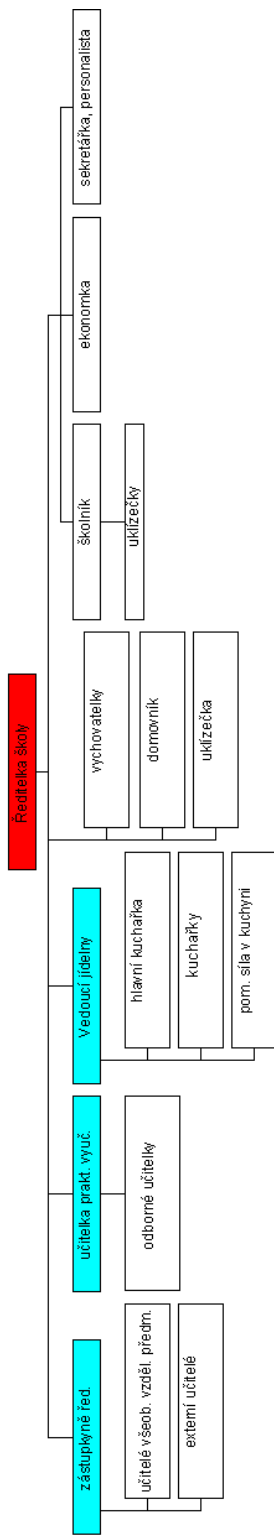 Ředitelka školy
zástupkyně řed.
učitelka prakt. vyuč.
Vedoucí jídelny
školník
ekonomka
sekretářka, personalista
učitelé všeob. vzděl. předm.
externí učitelé
odborné učitelky
hlavní kuchařka
kuchařky
pom. síla v kuchyni
vychovatelky
domovník
uklízečka
uklízečky